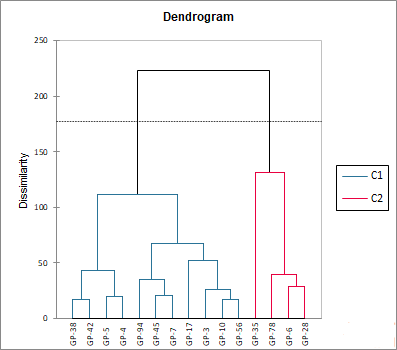 Dendrogram
250
200
150
100
50
0
Dissimilarity
GP-38
GP-42
GP-5
GP-4
GP-94
GP-45
GP-7
GP-17
GP-3
GP-10
GP-56
GP-35
GP-78
GP-6
GP-28
C1
C2